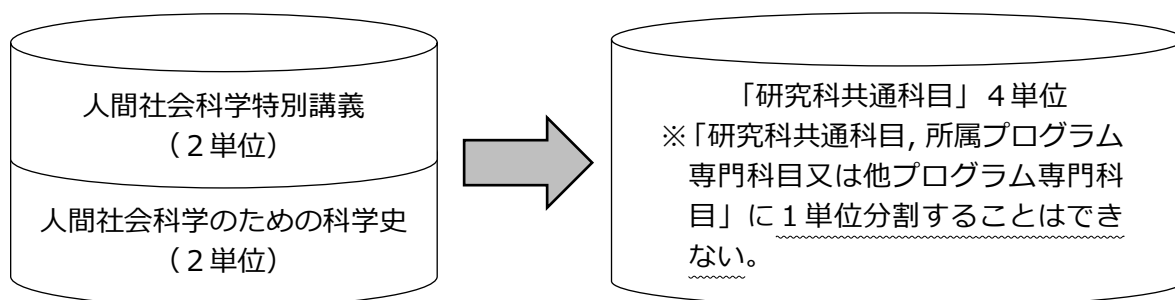 人間社会科学特別講義
（２単位）
人間社会科学のための科学史
（２単位）
「研究科共通科目」４単位
※「研究科共通科目, 所属プログラム
専門科目又は他プログラム専門科
目」に１単位分割することはでき
ない。